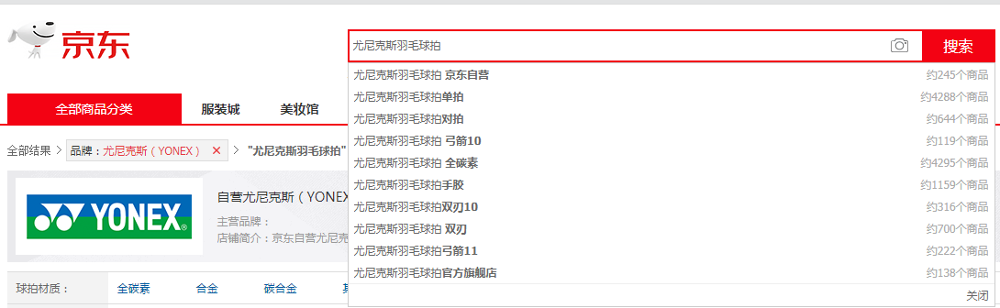 京东
尤尼克斯羽毛球拍
搜索
尤尼克斯羽毛球拍 京东自营 约245个商品
尤尼克斯羽毛球拍单拍 约4288个商品
尤尼克斯羽毛球拍对拍 约644个商品
尤尼克斯羽毛球拍 弓箭10 约119个商品
尤尼克斯羽毛球拍 全碳素 约4295个商品
尤尼克斯羽毛球拍手胶 约1159个商品
尤尼克斯羽毛球拍双刃10 约316个商品
尤尼克斯羽毛球拍 双刃 约700个商品
尤尼克斯羽毛球拍弓箭11 约222个商品
尤尼克斯羽毛球拍官方旗舰店 约138个商品
关闭
全部商品分类 服装城 美妆馆
全部结果 > 品牌：尤尼克斯（YONEX） × > "尤尼克斯羽毛球拍"
YONEX®
自营尤尼克斯（YONEX
主营品牌：
店铺简介：京东自营尤尼克
球拍材质： 全碳素 合金 碳合金